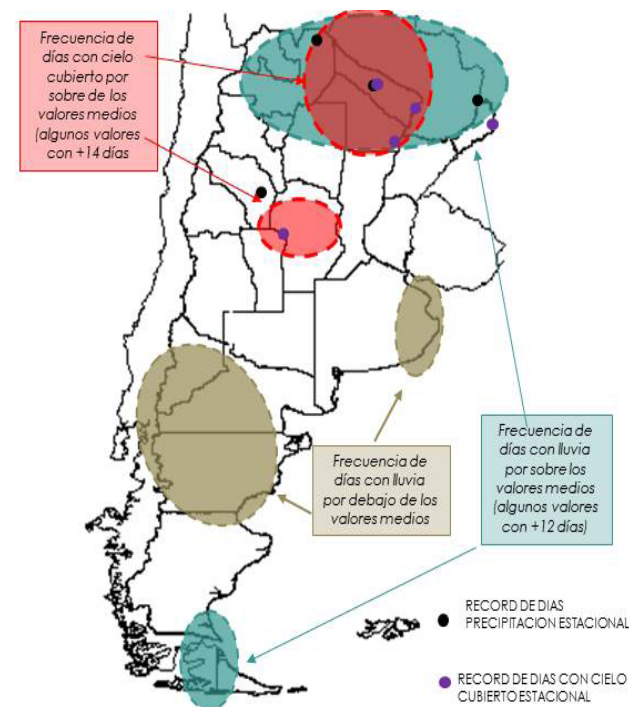 Frecuencia de
días con cielo
cubierto por
sobre de los
valores medios
(algunos valores
con +14 días
Frecuencia de
días con lluvia
por debajo de los
valores medios
Frecuencia de
días con lluvia
por sobre los
valores medios
(algunos valores
con +12 días)
RECORD DE DIAS
PRECIPITACION ESTACIONAL
RECORD DE DIAS CON CIELO
CUBIERTO ESTACIONAL